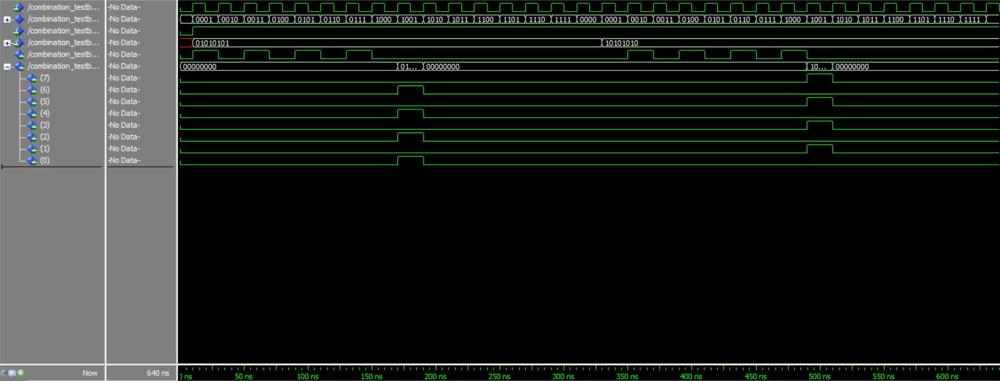 /combination_testb... -No Data-
/combination_testb... -No Data- 0001 0010 0011 0100 0101 0110 0111 1000 1001 1010 1011 1100 1101 1110 1111 0000 0001 0010 0011 0100 0101 0110 0111 1000 1001 1010 1011 1100 1101 1110 1111
/combination_testb... -No Data-
/combination_testb... -No Data- 01010101 10101010
/combination_testb... -No Data-
/combination_testb... -No Data- 00000000 01... 00000000 10... 00000000
(7) -No Data-
(6) -No Data-
(5) -No Data-
(4) -No Data-
(3) -No Data-
(2) -No Data-
(1) -No Data-
(0) -No Data-
Now 640 ns
ns 50 ns 100 ns 150 ns 200 ns 250 ns 300 ns 350 ns 400 ns 450 ns 500 ns 550 ns 600 ns